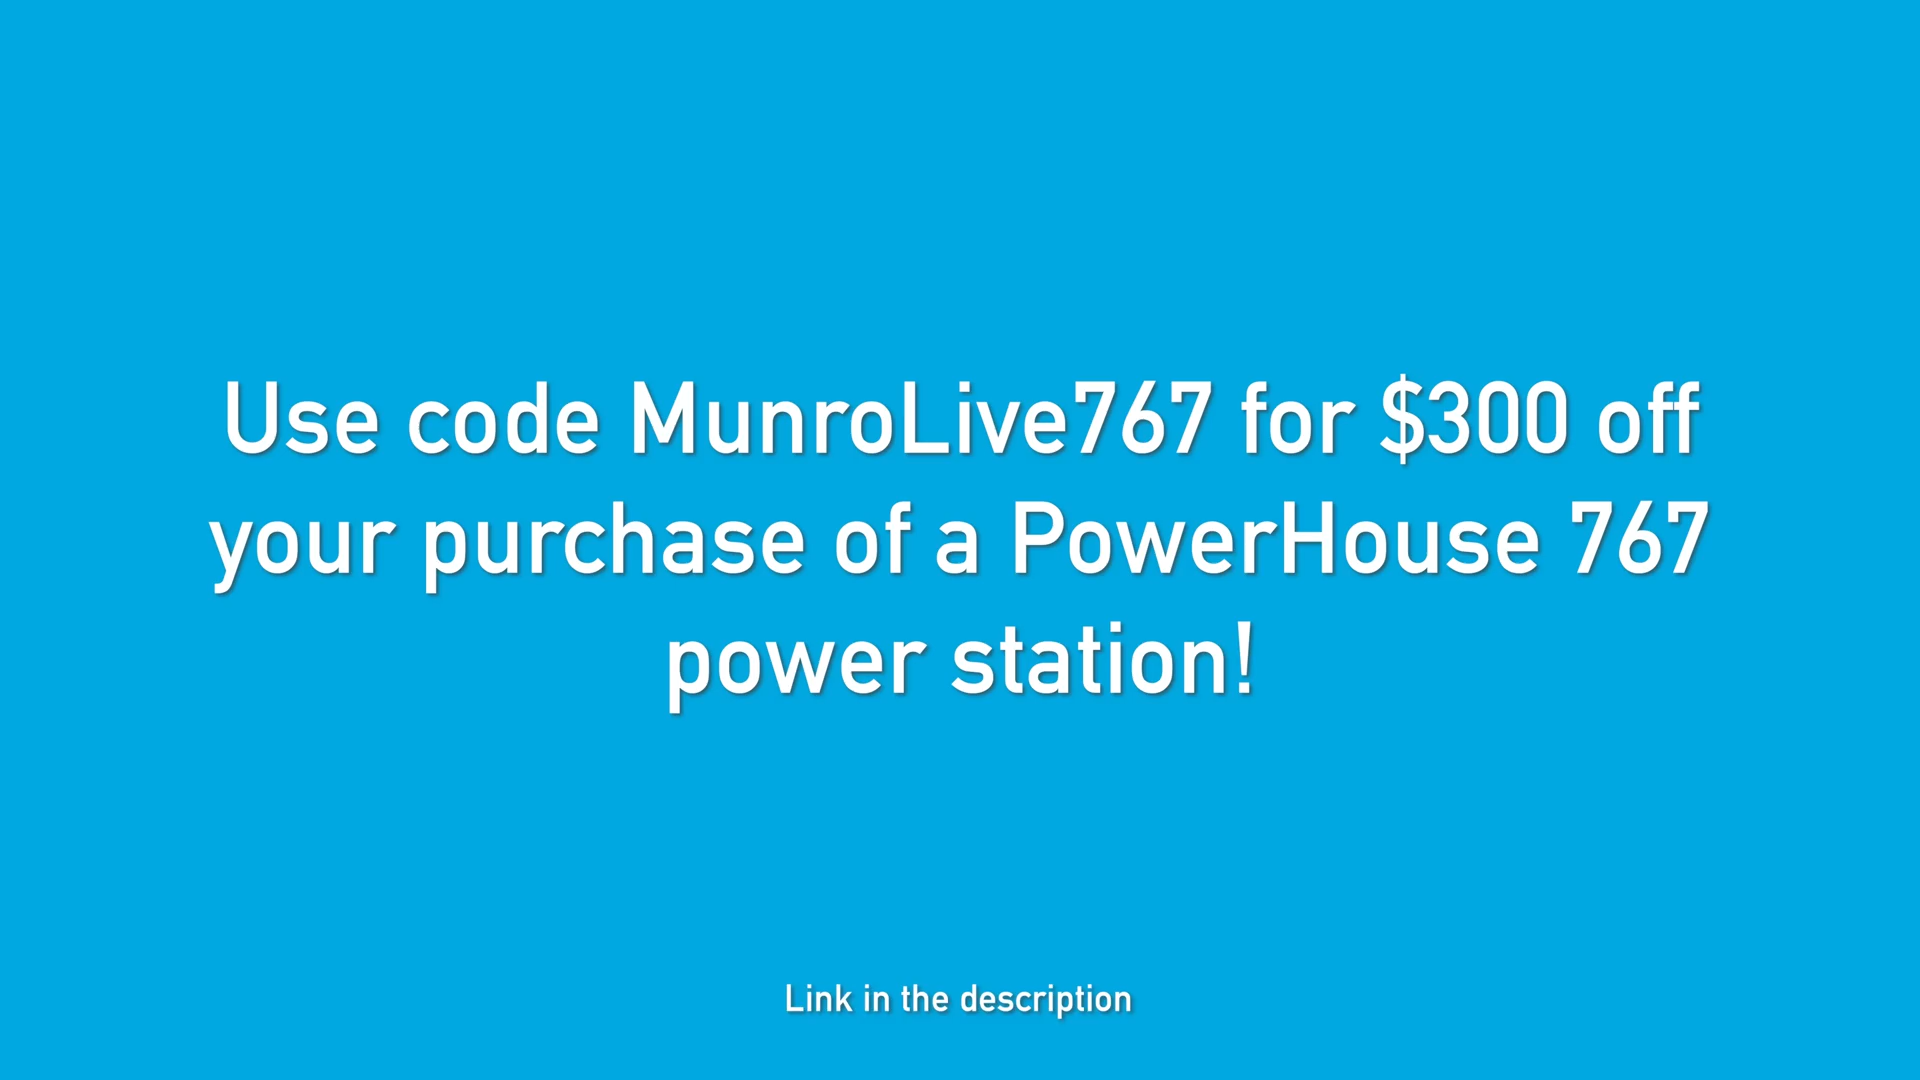 Use code MunroLive767 for $300 off
your purchase of a PowerHouse 767
power station!
Link in the description